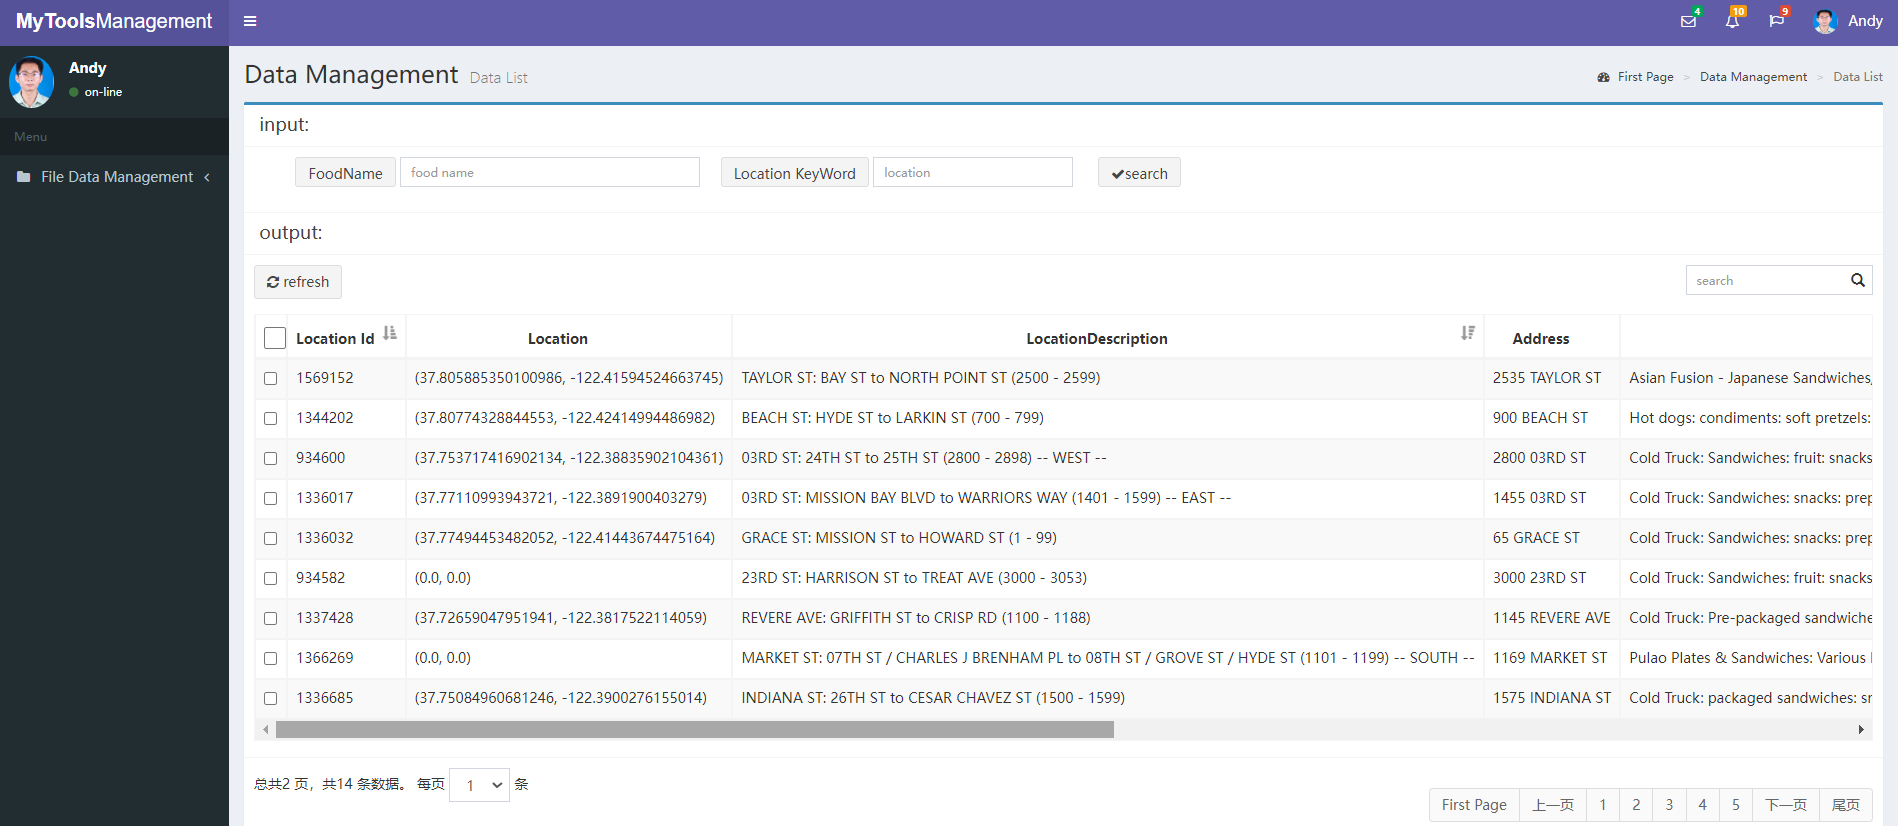 MyToolsManagement
4
10
9
Andy
Andy
on-line
Menu
File Data Management
Data Management Data List
First Page > Data Management > Data List
input:
FoodName food name Location KeyWord location search
output:
refresh
search
Location Id Location LocationDescription Address
1569152 (37.805885350100986, -122.41594524663745) TAYLOR ST: BAY ST to NORTH POINT ST (2500 - 2599) 2535 TAYLOR ST Asian Fusion - Japanese Sandwiches,
1344202 (37.80774328844553, -122.42414994486982) BEACH ST: HYDE ST to LARKIN ST (700 - 799) 900 BEACH ST Hot dogs: condiments: soft pretzels:
934600 (37.753717416902134, -122.38835902104361) 03RD ST: 24TH ST to 25TH ST (2800 - 2898) -- WEST -- 2800 03RD ST Cold Truck: Sandwiches: fruit: snacks
1336017 (37.77110993943721, -122.3891900403279) 03RD ST: MISSION BAY BLVD to WARRIORS WAY (1401 - 1599) -- EAST -- 1455 03RD ST Cold Truck: Sandwiches: snacks: prep
1336032 (37.77494453482052, -122.41443674475164) GRACE ST: MISSION ST to HOWARD ST (1 - 99) 65 GRACE ST Cold Truck: Sandwiches: snacks: prep
934582 (0.0, 0.0) 23RD ST: HARRISON ST to TREAT AVE (3000 - 3053) 3000 23RD ST Cold Truck: Sandwiches: fruit: snacks
1337428 (37.72659047951941, -122.3817522114059) REVERE AVE: GRIFFITH ST to CRISP RD (1100 - 1188) 1145 REVERE AVE Cold Truck: Pre-packaged sandwiche
1366269 (0.0, 0.0) MARKET ST: 07TH ST / CHARLES J BRENHAM PL to 08TH ST / GROVE ST / HYDE ST (1101 - 1199) -- SOUTH -- 1169 MARKET ST Pulao Plates & Sandwiches: Various
1336685 (37.75084960681246, -122.3900276155014) INDIANA ST: 26TH ST to CESAR CHAVEZ ST (1500 - 1599) 1575 INDIANA ST Cold Truck: packaged sandwiches: sn
总共2 页，共14 条数据。 每页 1 条
First Page 上一页 1 2 3 4 5 下一页 尾页